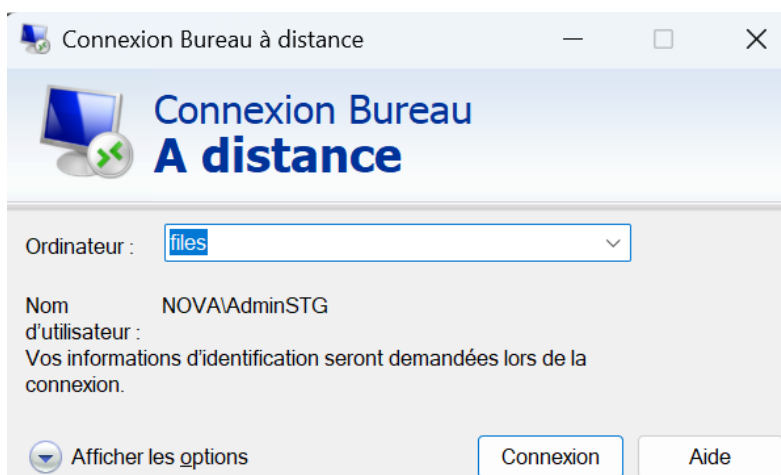 Connexion Bureau à distance
Connexion Bureau
A distance
Ordinateur : files
Nom NOVA\AdminSTG
d'utilisateur :
Vos informations d'identification seront demandées lors de la
connexion.
Afficher les options Connexion Aide